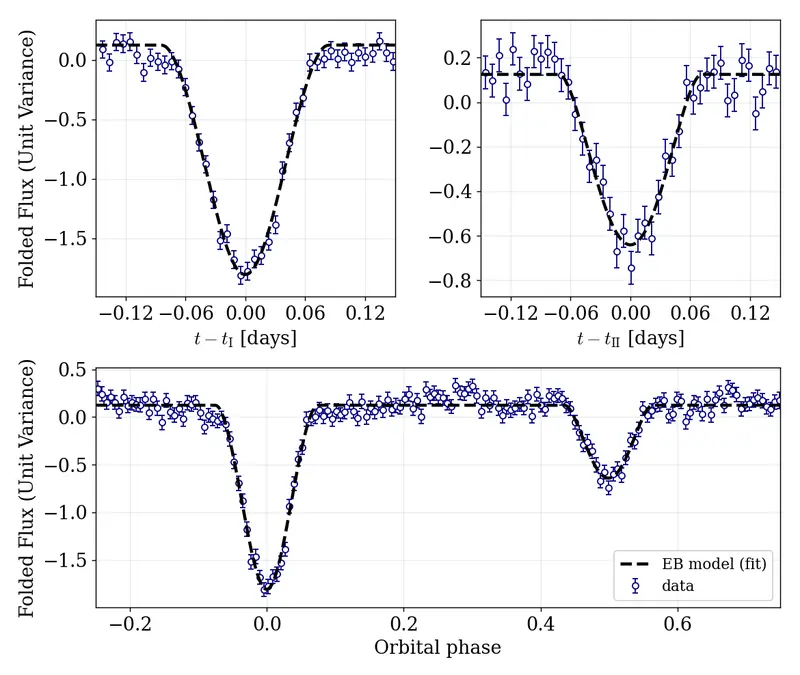 Folded Flux (Unit Variance)
0.0
−0.5
−1.0
−1.5
−0.12 −0.06 0.00 0.06 0.12
t − tI [days]
0.2
0.0
−0.2
−0.4
−0.6
−0.8
−0.12 −0.06 0.00 0.06 0.12
t − tII [days]
Folded Flux (Unit Variance)
0.5
0.0
−0.5
−1.0
−1.5
EB model (fit)
data
−0.2 0.0 0.2 0.4 0.6
Orbital phase